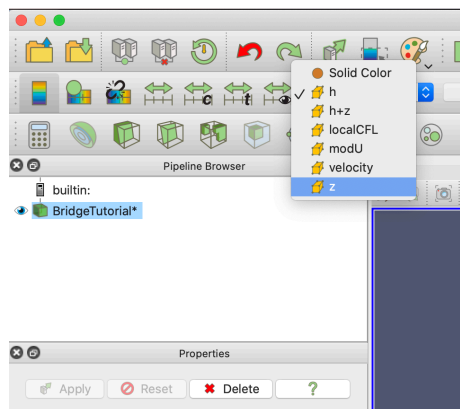 Solid Color
h
h+z
localCFL
modU
velocity
z
Pipeline Browser
builtin:
BridgeTutorial*
Properties
Apply
Reset
Delete
?